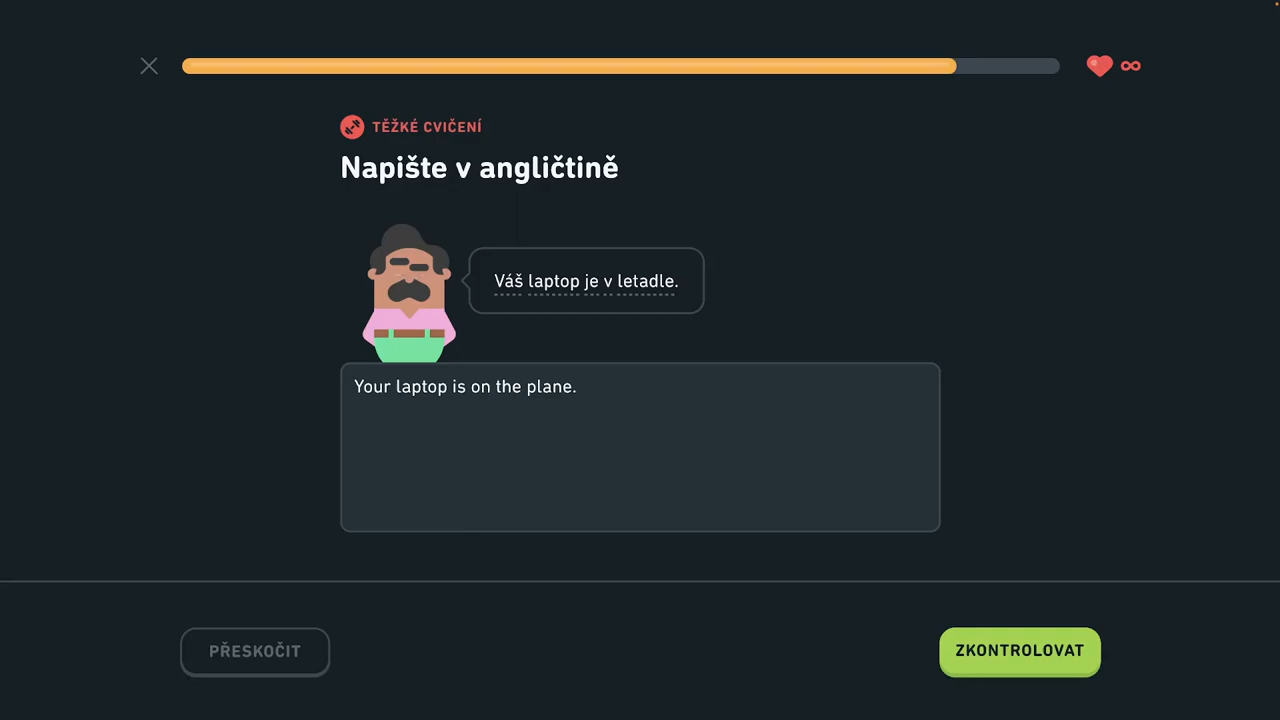 ∞
TĚŽKÉ CVIČENÍ
Napište v angličtině
Váš laptop je v letadle.
Your laptop is on the plane.
PŘESKOČIT
ZKONTROLOVAT